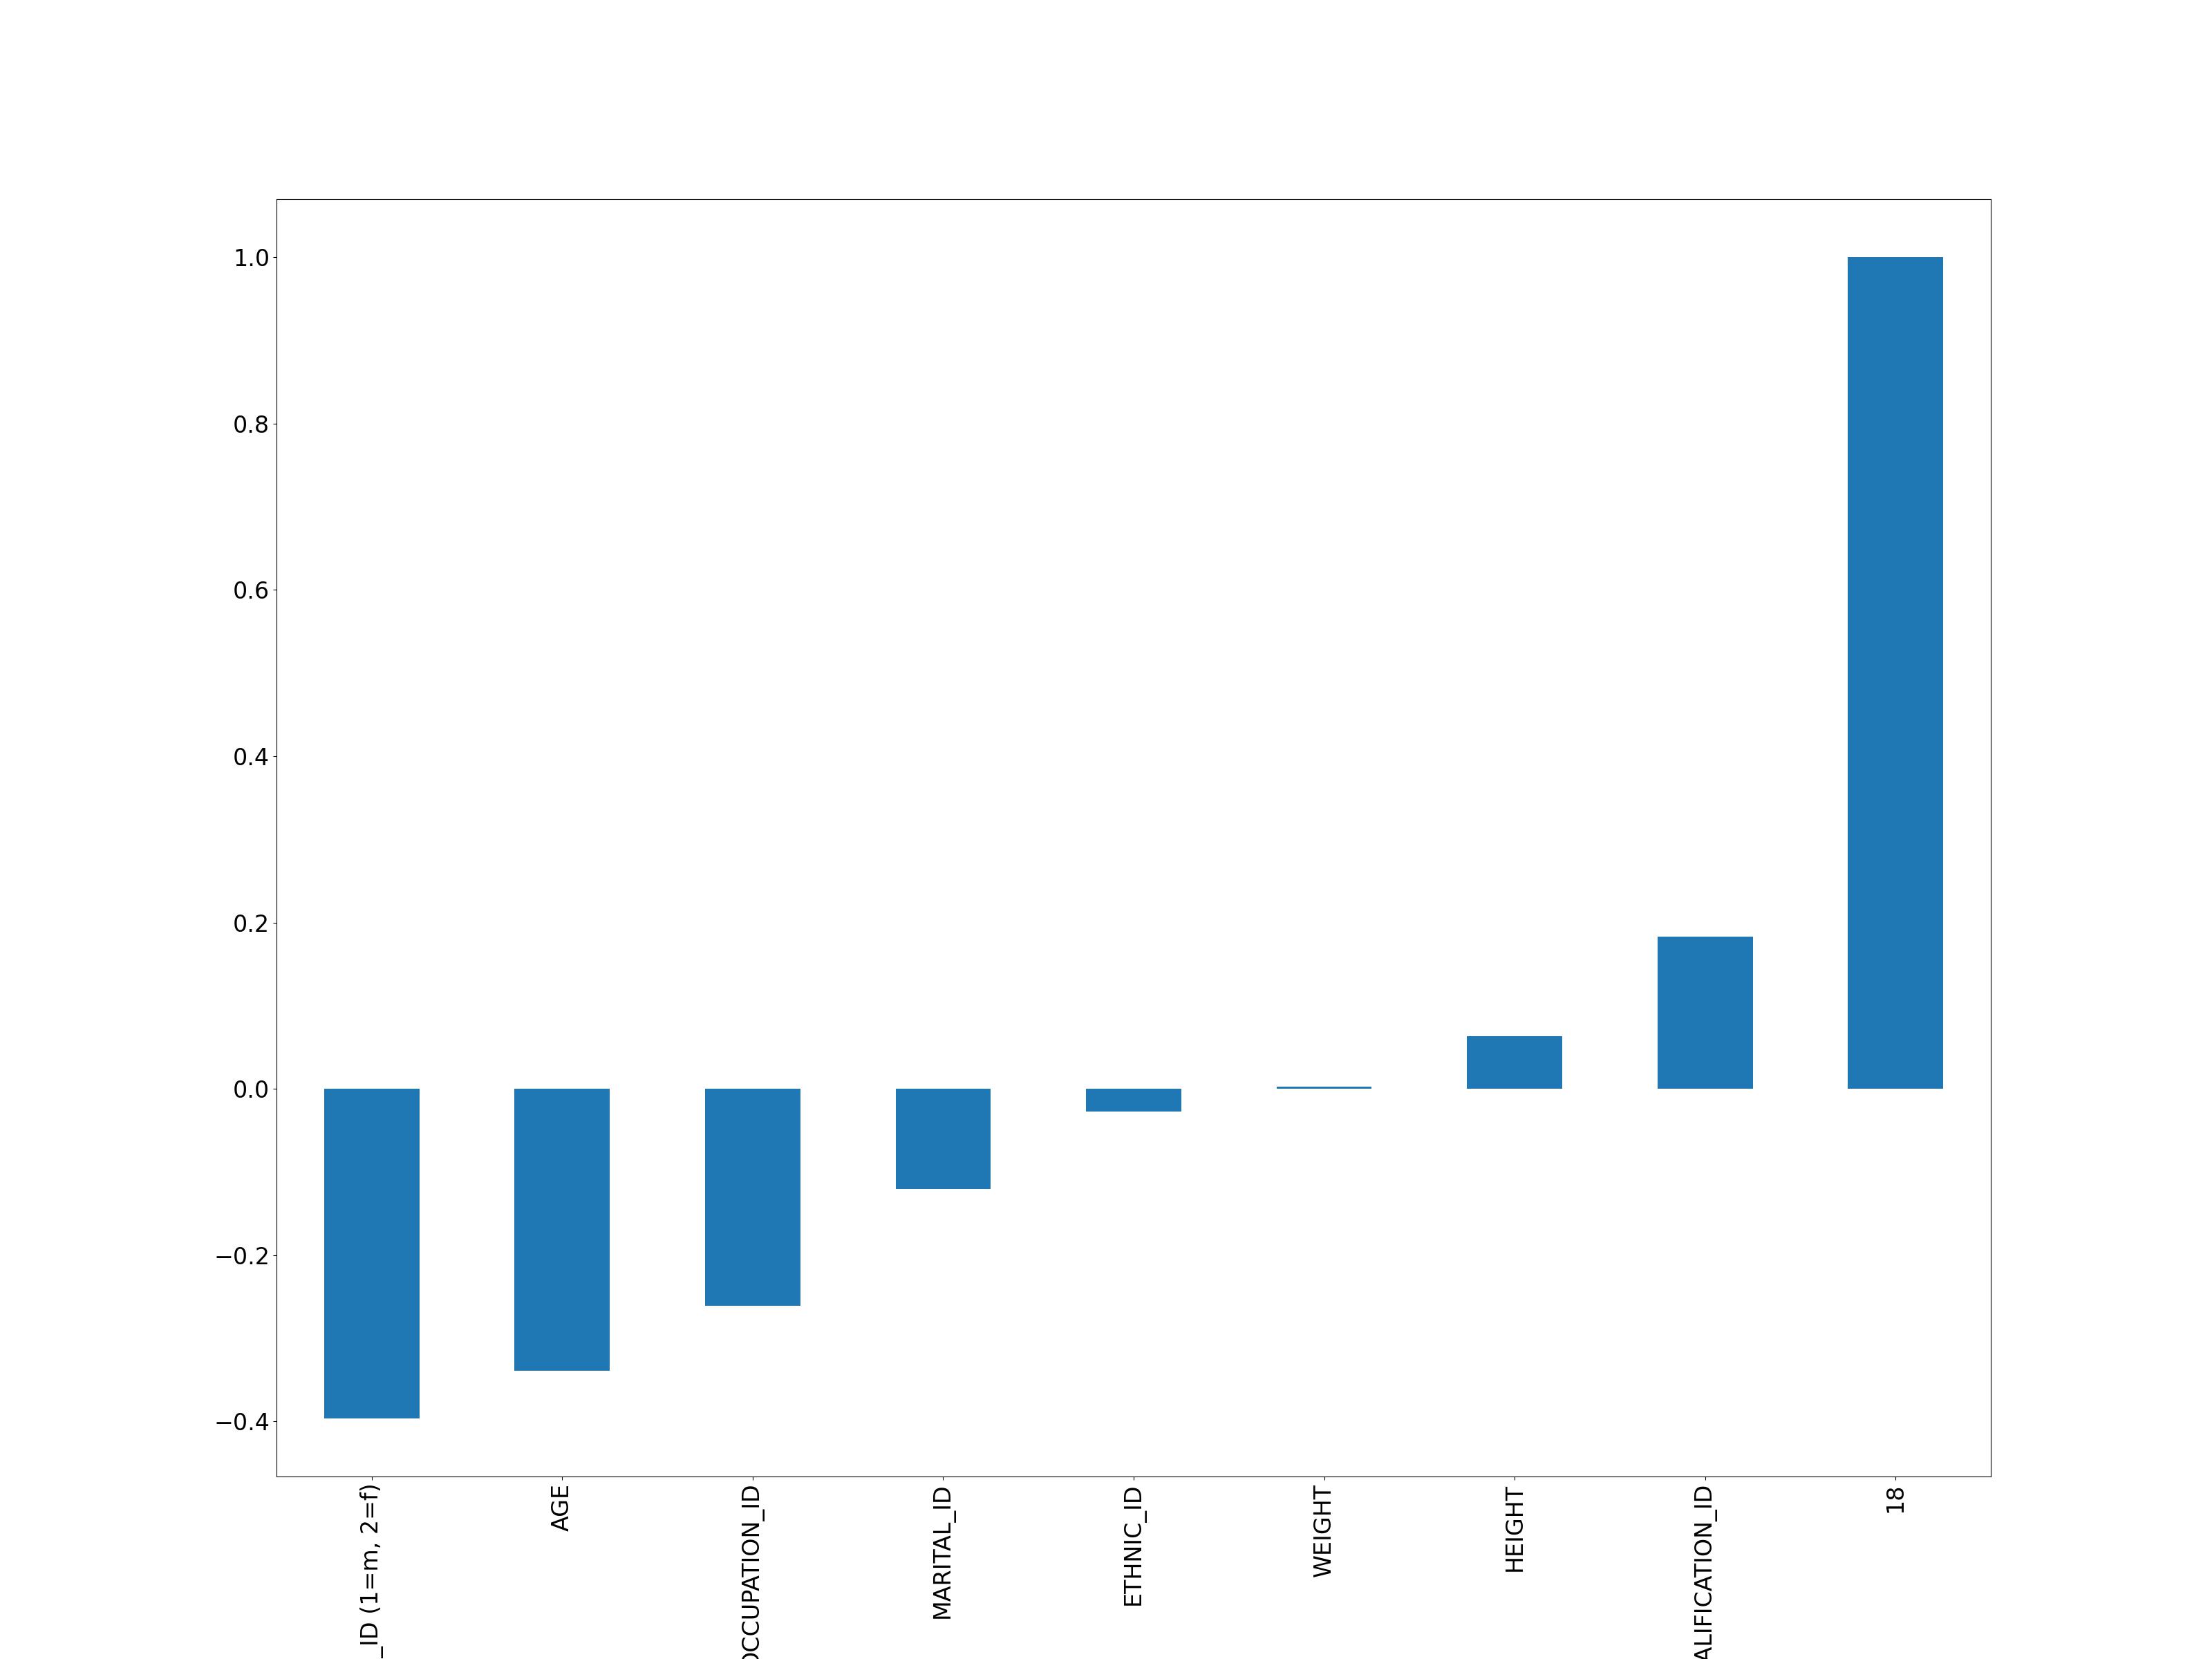 1.0
0.8
0.6
0.4
0.2
0.0
−0.2
−0.4
_ID (1=m, 2=f)
AGE
OCCUPATION_ID
MARITAL_ID
ETHNIC_ID
WEIGHT
HEIGHT
ALIFICATION_ID
18